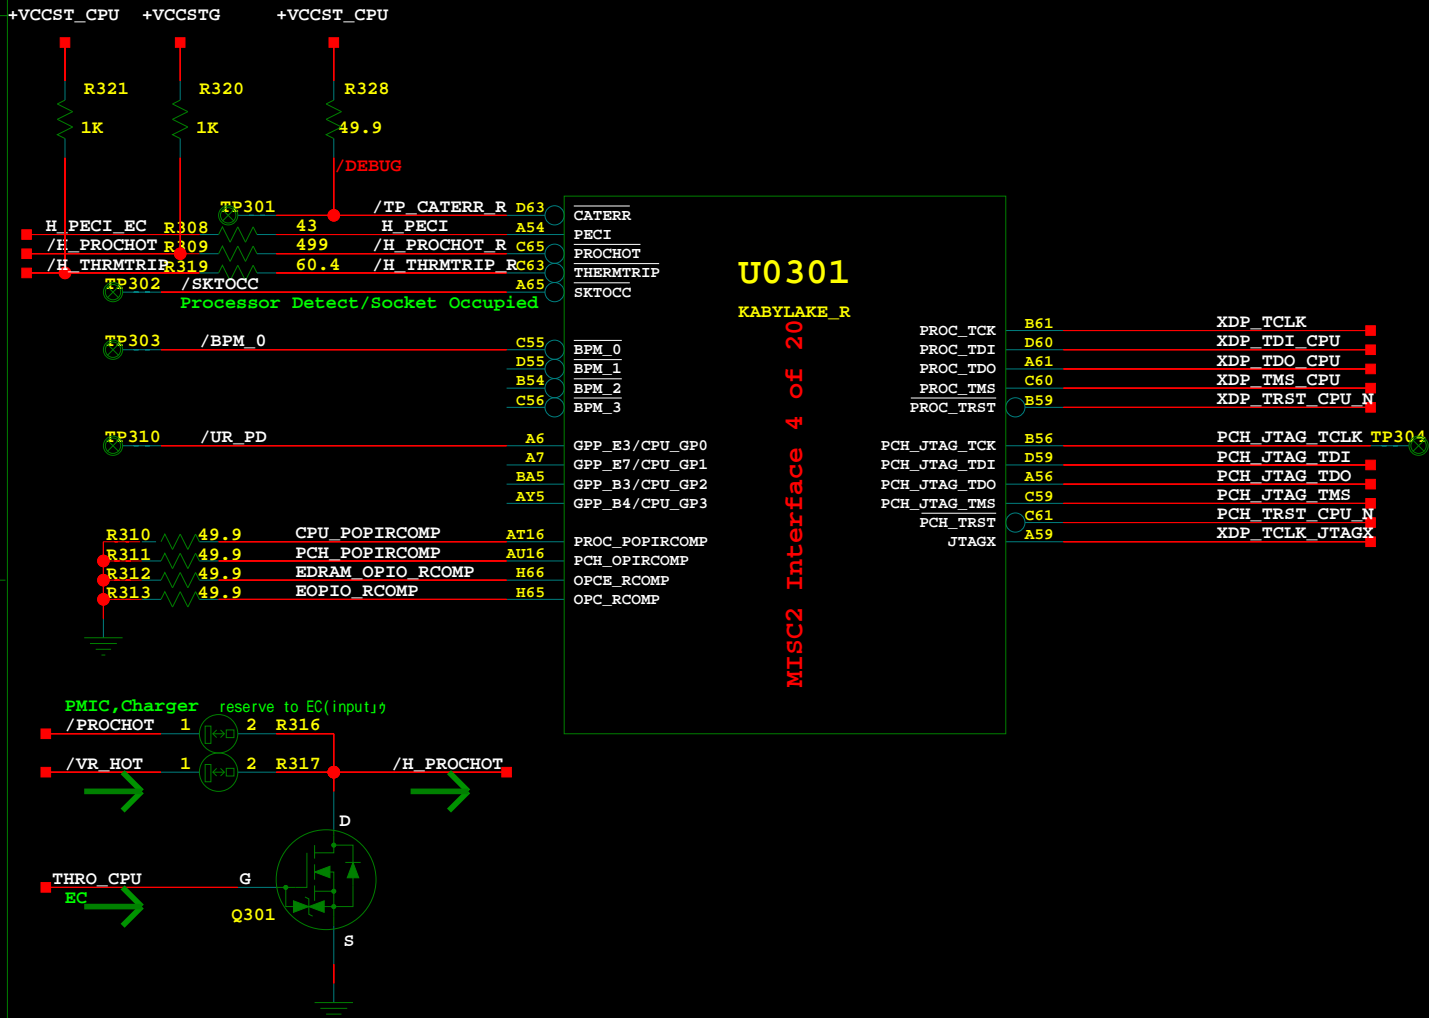 +VCCST_CPU +VCCSTG +VCCST_CPU
R321 R320 R328
1K 1K 49.9
/DEBUG
TP301 /TP_CATERR_R D63 CATERR
H_PECI_EC R308 43 H_PECI A54 PECI
/H_PROCHOT R309 499 /H_PROCHOT_R C65 PROCHOT
/H_THRMTRIP R319 60.4 /H_THRMTRIP_R C63 THERMTRIP
TP302 /SKTOCC A65 SKTOCC
Processor Detect/Socket Occupied
U0301
KABYLAKE_R
MISC2 Interface 4 of 20
TP303 /BPM_0 C55 BPM_0
D55 BPM_1
B54 BPM_2
C56 BPM_3
TP310 /UR_PD A6 GPP_E3/CPU_GP0
A7 GPP_E7/CPU_GP1
BA5 GPP_B3/CPU_GP2
AY5 GPP_B4/CPU_GP3
R310 49.9 CPU_POPIRCOMP AT16 PROC_POPIRCOMP
R311 49.9 PCH_POPIRCOMP AU16 PCH_OPIRCOMP
R312 49.9 EDRAM_OPIO_RCOMP H66 OPCE_RCOMP
R313 49.9 EOPIO_RCOMP H65 OPC_RCOMP
PROC_TCK B61 XDP_TCLK
PROC_TDI D60 XDP_TDI_CPU
PROC_TDO A61 XDP_TDO_CPU
PROC_TMS C60 XDP_TMS_CPU
PROC_TRST B59 XDP_TRST_CPU_N
PCH_JTAG_TCK B56 PCH_JTAG_TCLK TP304
PCH_JTAG_TDI D59 PCH_JTAG_TDI
PCH_JTAG_TDO A56 PCH_JTAG_TDO
PCH_JTAG_TMS C59 PCH_JTAG_TMS
PCH_TRST C61 PCH_TRST_CPU_N
JTAGX A59 XDP_TCLK_JTAGX
PMIC,Charger reserve to EC(input｣ｩ
/PROCHOT 1 2 R316
/VR_HOT 1 2 R317 /H_PROCHOT
D
THRO_CPU G
EC
Q301
S